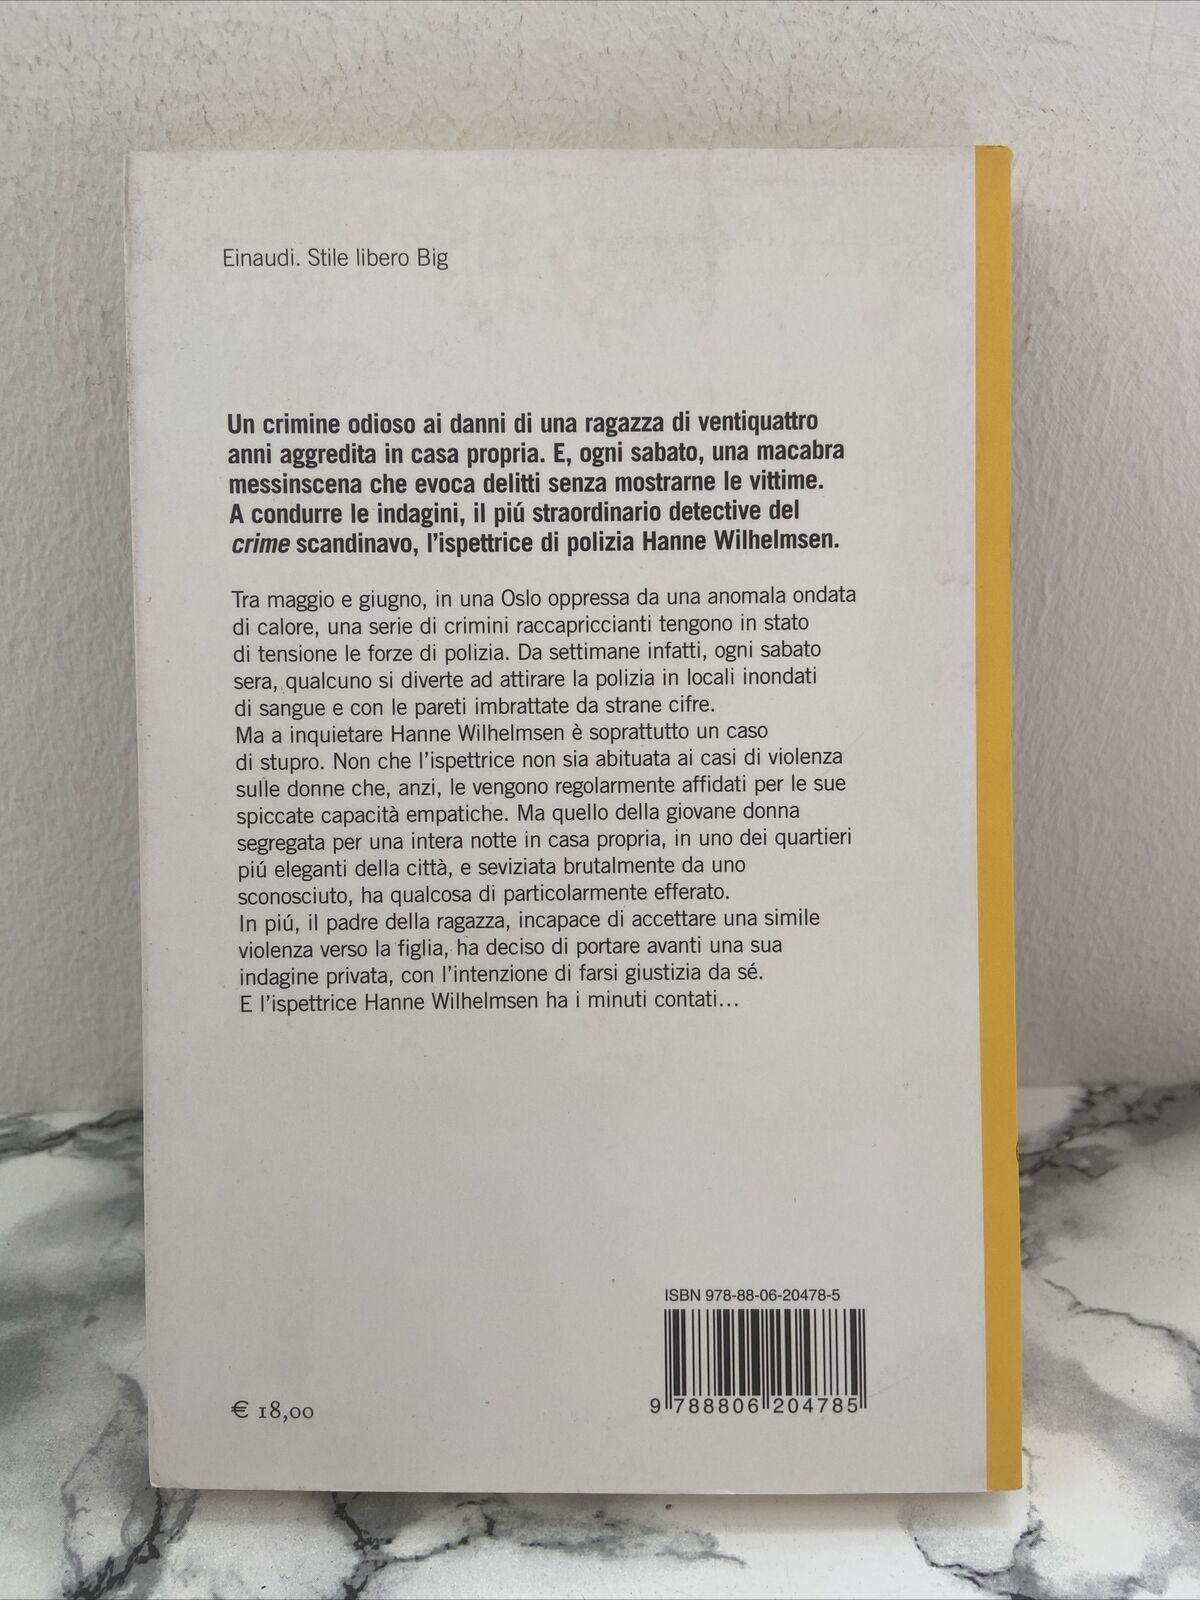 Einaudi. Stile libero Big
Un crimine odioso ai danni di una ragazza di ventiquattro
anni aggredita in casa propria. E, ogni sabato, una macabra
messinscena che evoca delitti senza mostrarne le vittime.
A condurre le indagini, il piú straordinario detective del
crime scandinavo, l'ispettrice di polizia Hanne Wilhelmsen.
Tra maggio e giugno, in una Oslo oppressa da una anomala ondata
di calore, una serie di crimini raccapriccianti tengono in stato
di tensione le forze di polizia. Da settimane infatti, ogni sabato
sera, qualcuno si diverte ad attirare la polizia in locali inondati
di sangue e con le pareti imbrattate da strane cifre.
Ma a inquietare Hanne Wilhelmsen è soprattutto un caso
di stupro. Non che l'ispettrice non sia abituata ai casi di violenza
sulle donne che, anzi, le vengono regolarmente affidati per le sue
spiccate capacità empatiche. Ma quello della giovane donna
segregata per una intera notte in casa propria, in uno dei quartieri
piú eleganti della città, e seviziata brutalmente da uno
sconosciuto, ha qualcosa di particolarmente efferato.
In piú, il padre della ragazza, incapace di accettare una simile
violenza verso la figlia, ha deciso di portare avanti una sua
indagine privata, con l'intenzione di farsi giustizia da sé.
E l'ispettrice Hanne Wilhelmsen ha i minuti contati...
ISBN 978-88-06-20478-5
9 788806 204785
€ 18,00